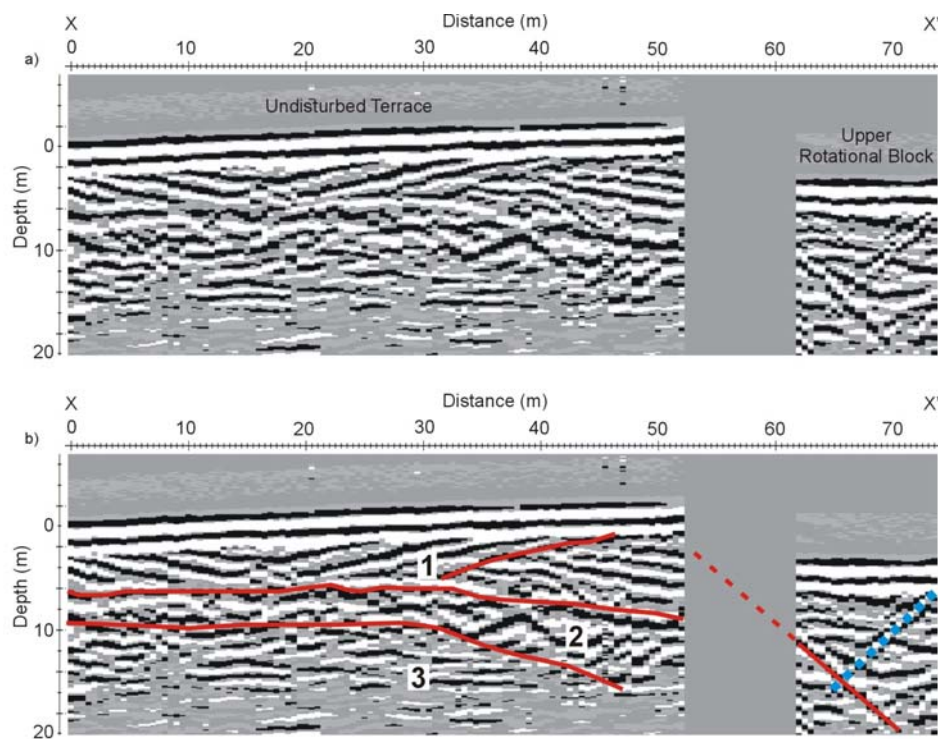 X Distance (m) X'
0 10 20 30 40 50 60 70
a)
Undisturbed Terrace
Upper
Rotational Block
Depth (m)
0
10
20
X Distance (m) X'
0 10 20 30 40 50 60 70
b)
Depth (m)
0
10
20
1
2
3